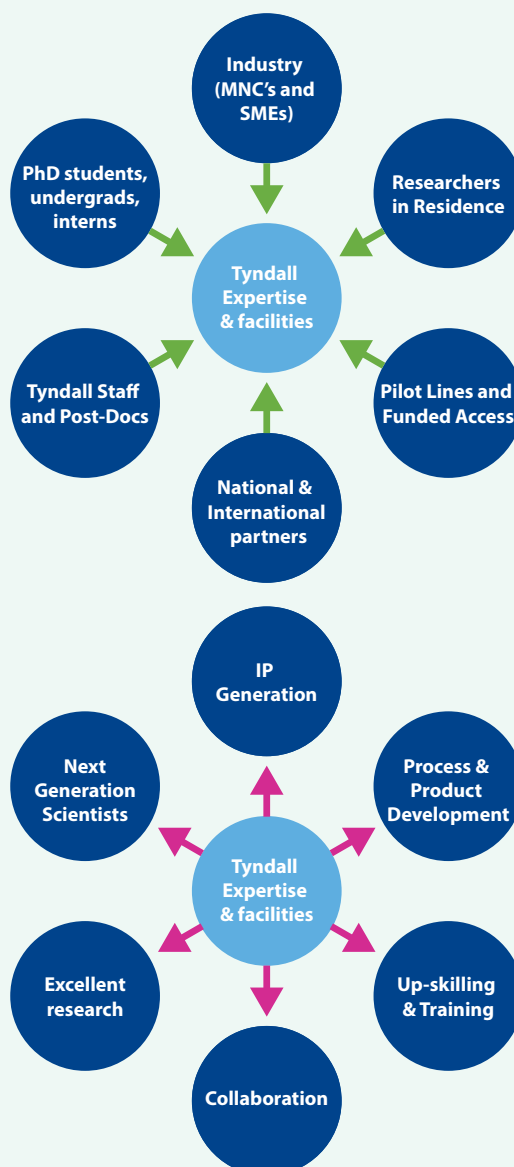 Industry
(MNC's and
SMEs)
PhD students,
undergrads,
interns
Researchers
in Residence
Tyndall
Expertise
& facilities
Tyndall Staff
and Post-Docs
Pilot Lines and
Funded Access
National &
International
partners
IP
Generation
Next
Generation
Scientists
Process &
Product
Development
Tyndall
Expertise
& facilities
Excellent
research
Up-skilling
& Training
Collaboration